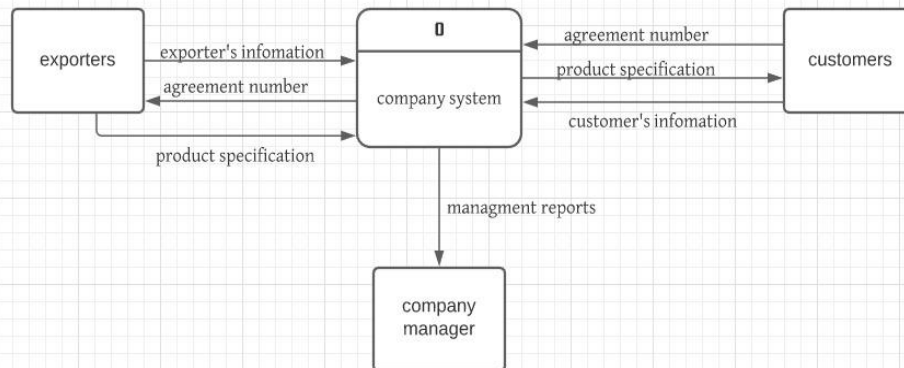 0
exporters
exporter's infomation
agreement number
product specification
company system
agreement number
product specification
customer's infomation
customers
managment reports
company
manager